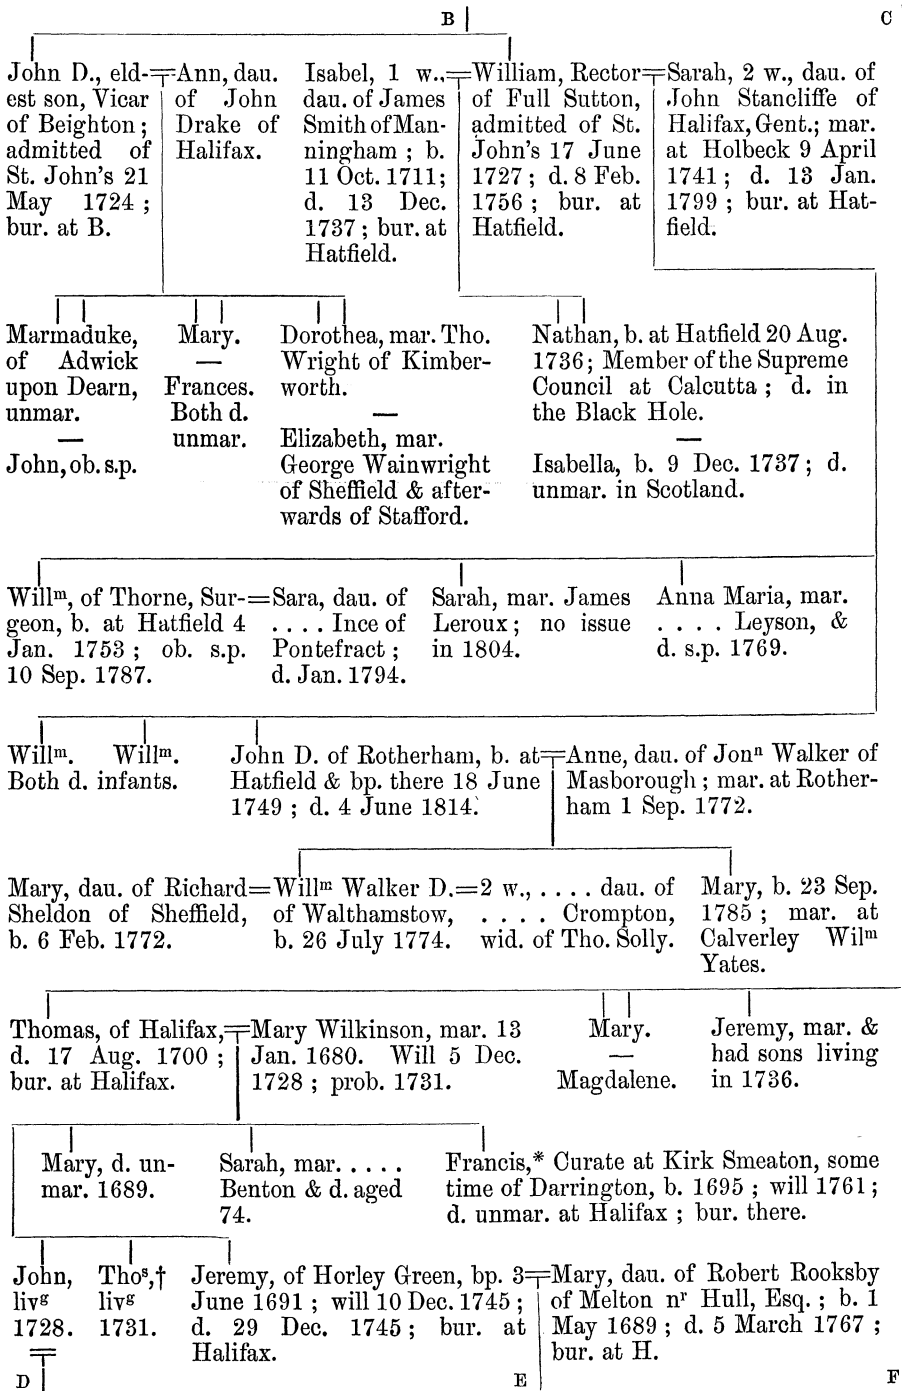 B
C
John D., eld-
est son, Vicar
of Beighton;
admitted of
St. John's 21
May 1724;
bur. at B.
Ann, dau.
of John
Drake of
Halifax.
Isabel, 1 w.,
dau. of James
Smith of Man-
ningham; b.
11 Oct. 1711;
d. 13 Dec.
1737; bur. at
Hatfield.
William, Rector
of Full Sutton,
admitted of St.
John's 17 June
1727; d. 8 Feb.
1756; bur. at
Hatfield.
Sarah, 2 w., dau. of
John Stancliffe of
Halifax, Gent.; mar.
at Holbeck 9 April
1741; d. 13 Jan.
1799; bur. at Hat-
field.
Marmaduke,
of Adwick
upon Dearn,
unmar.
—
John, ob. s.p.
Mary.
—
Frances.
Both d.
unmar.
Dorothea, mar. Tho.
Wright of Kimber-
worth.
—
Elizabeth, mar.
George Wainwright
of Sheffield & after-
wards of Stafford.
Nathan, b. at Hatfield 20 Aug.
1736; Member of the Supreme
Council at Calcutta; d. in
the Black Hole.
—
Isabella, b. 9 Dec. 1737; d.
unmar. in Scotland.
Willᵐ, of Thorne, Sur-
geon, b. at Hatfield 4
Jan. 1753; ob. s.p.
10 Sep. 1787.
=Sara, dau. of
. . . . Ince of
Pontefract;
d. Jan. 1794.
Sarah, mar. James
Leroux; no issue
in 1804.
Anna Maria, mar.
. . . . Leyson, &
d. s.p. 1769.
Willᵐ. Willᵐ.
Both d. infants.
John D. of Rotherham, b. at
Hatfield & bp. there 18 June
1749; d. 4 June 1814.
Anne, dau. of Jonⁿ Walker of
Masborough; mar. at Rother-
ham 1 Sep. 1772.
Mary, dau. of Richard
Sheldon of Sheffield,
b. 6 Feb. 1772.
=Willᵐ Walker D.
of Walthamstow,
b. 26 July 1774.
=2 w., . . . . dau. of
. . . . Crompton,
wid. of Tho. Solly.
Mary, b. 23 Sep.
1785; mar. at
Calverley Wilᵐ
Yates.
Thomas, of Halifax,
d. 17 Aug. 1700;
bur. at Halifax.
Mary Wilkinson, mar. 13
Jan. 1680. Will 5 Dec.
1728; prob. 1731.
Mary.
—
Magdalene.
Jeremy, mar. &
had sons living
in 1736.
Mary, d. un-
mar. 1689.
Sarah, mar. . . . .
Benton & d. aged
74.
Francis,* Curate at Kirk Smeaton, some
time of Darrington, b. 1695; will 1761;
d. unmar. at Halifax; bur. there.
John,
livᵍ
1728.
Thoˢ,†
livᵍ
1731.
Jeremy, of Horley Green, bp. 3
June 1691; will 10 Dec. 1745;
d. 29 Dec. 1745; bur. at
Halifax.
Mary, dau. of Robert Rooksby
of Melton nʳ Hull, Esq.; b. 1
May 1689; d. 5 March 1767;
bur. at H.
D
E
F